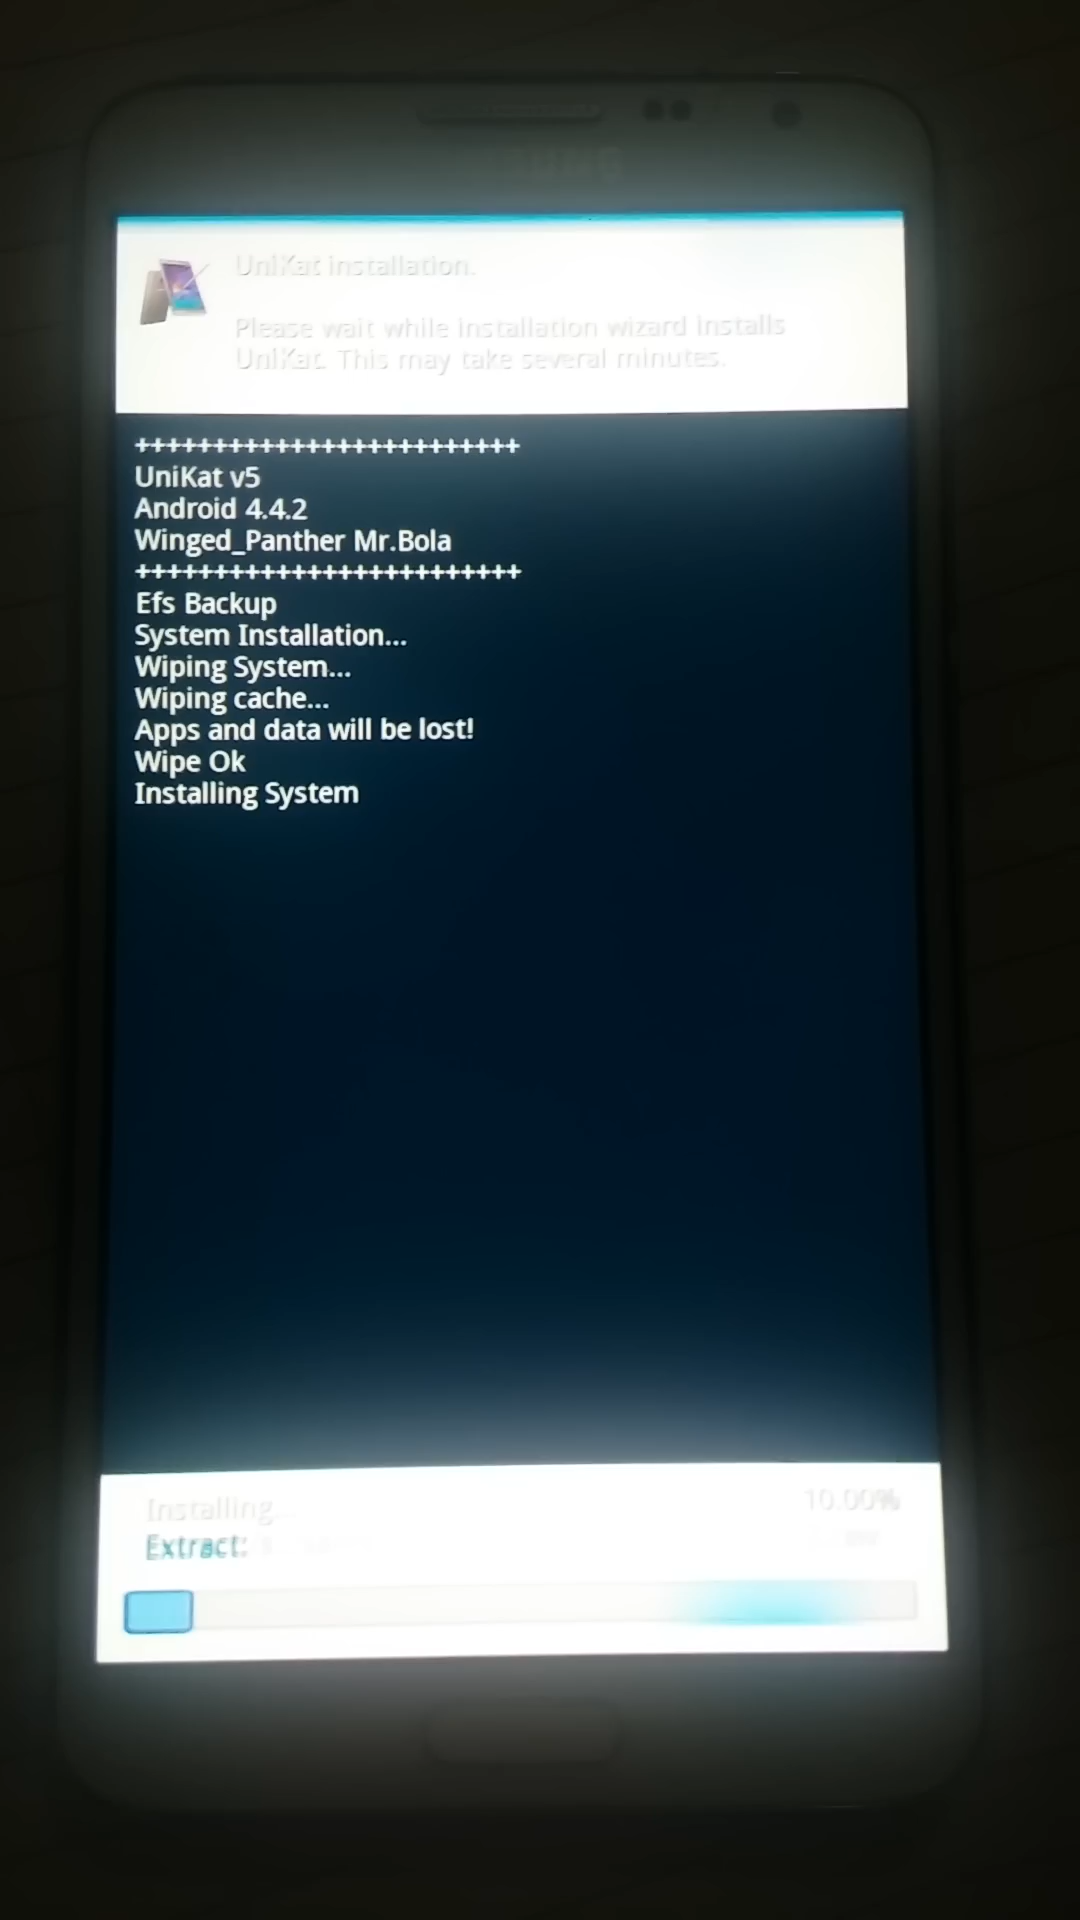 UniKat installation.
Please wait while installation wizard installs
UniKat. This may take several minutes.
++++++++++++++++++++++++
UniKat v5
Android 4.4.2
Winged_Panther Mr.Bola
++++++++++++++++++++++++
Efs Backup
System Installation...
Wiping System...
Wiping cache...
Apps and data will be lost!
Wipe Ok
Installing System
Installing...
10.00%
Extract: